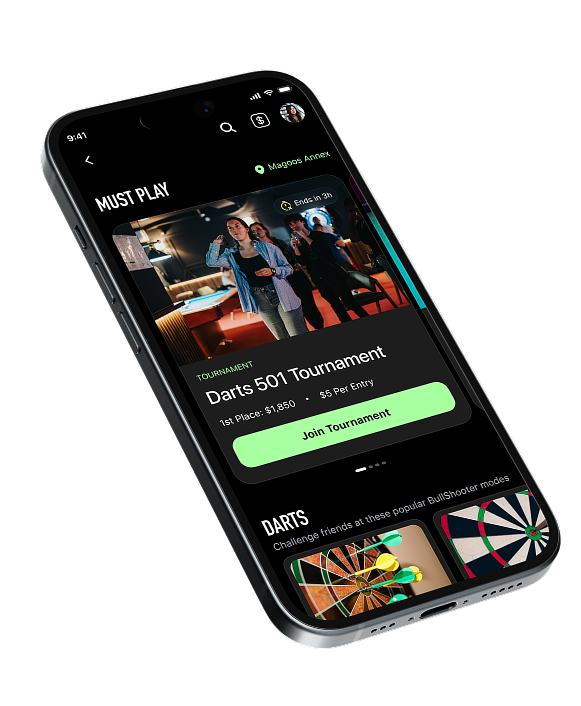 9:41
Magoos Annex
MUST PLAY
Ends in 3h
TOURNAMENT
Darts 501 Tournament
1st Place: $1,850 • $5 Per Entry
Join Tournament
DARTS
Challenge friends at these popular BullShooter modes